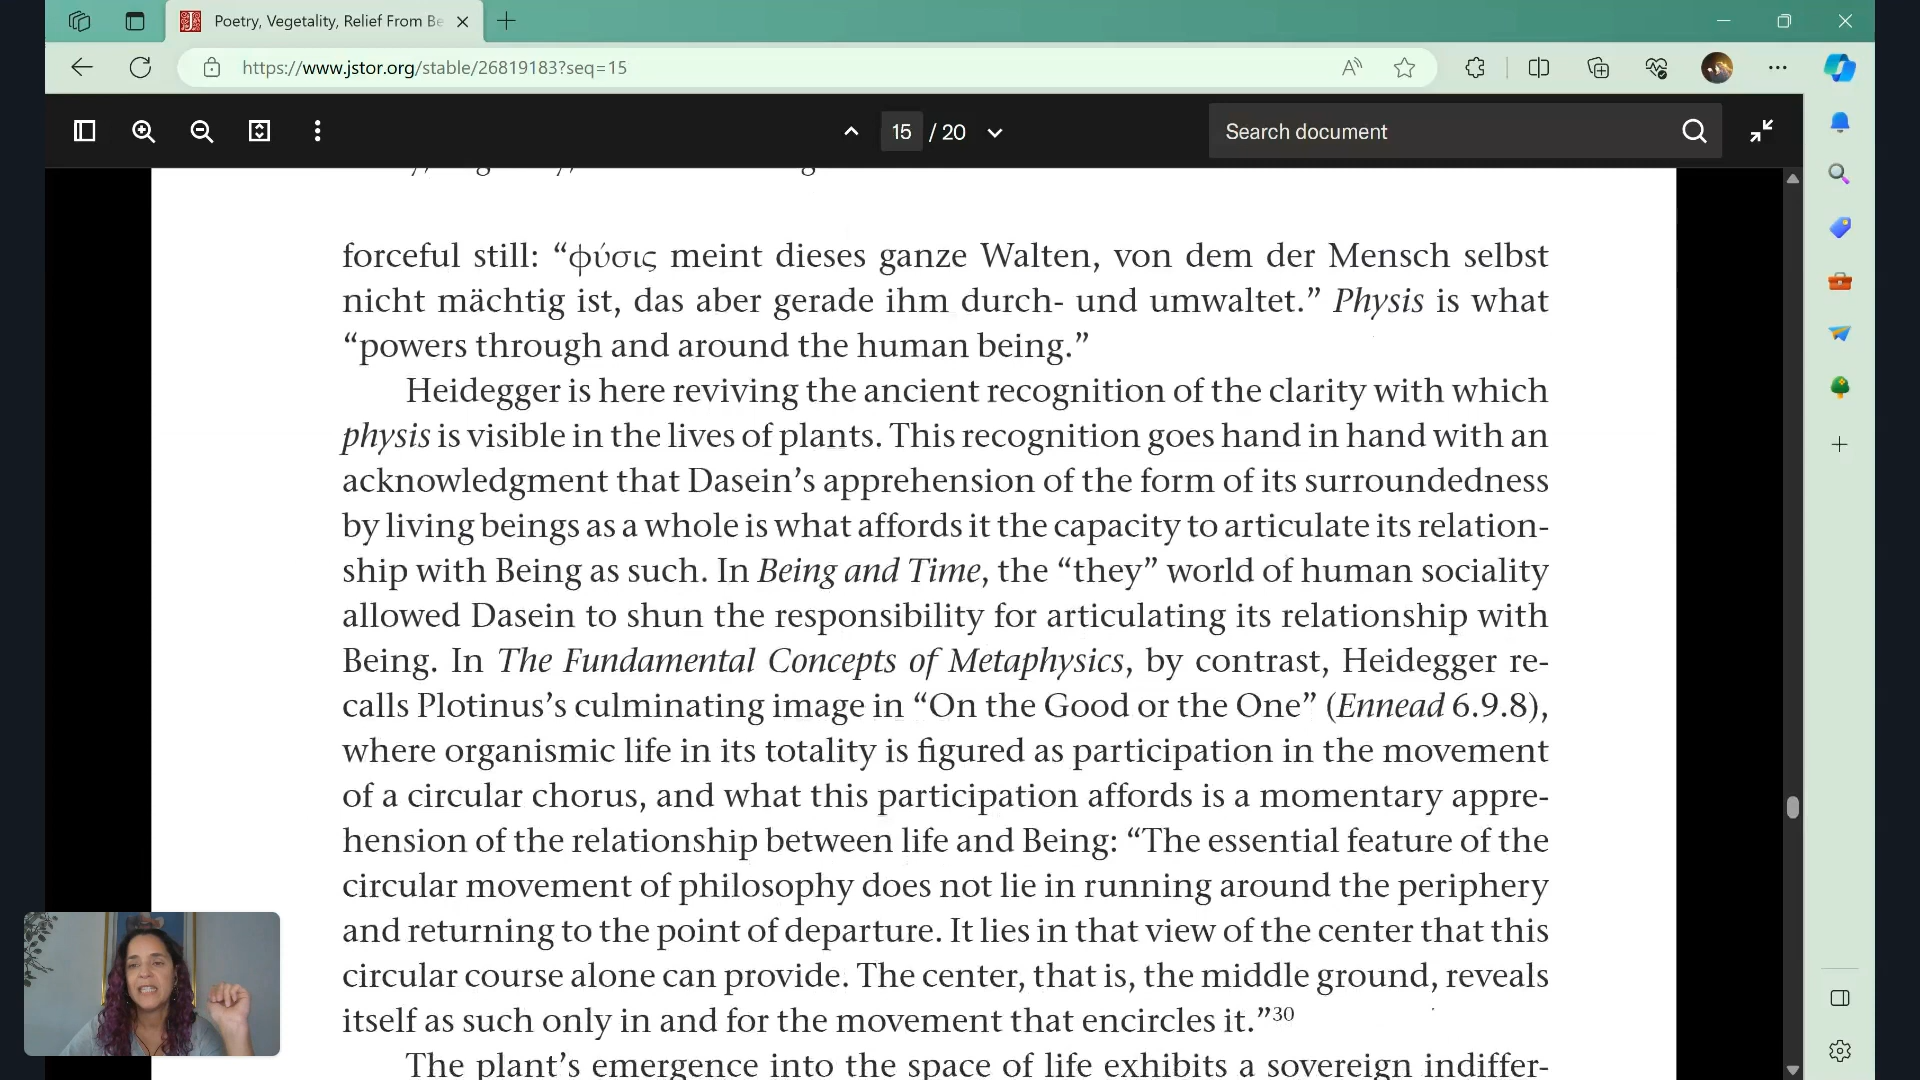 Poetry, Vegetality, Relief From Be
https://www.jstor.org/stable/26819183?seq=15
15 / 20
Search document
forceful still: “φύσις meint dieses ganze Walten, von dem der Mensch selbst
nicht mächtig ist, das aber gerade ihm durch- und umwaltet.” Physis is what
“powers through and around the human being.”
Heidegger is here reviving the ancient recognition of the clarity with which
physis is visible in the lives of plants. This recognition goes hand in hand with an
acknowledgment that Dasein’s apprehension of the form of its surroundedness
by living beings as a whole is what affords it the capacity to articulate its relation-
ship with Being as such. In Being and Time, the “they” world of human sociality
allowed Dasein to shun the responsibility for articulating its relationship with
Being. In The Fundamental Concepts of Metaphysics, by contrast, Heidegger re-
calls Plotinus’s culminating image in “On the Good or the One” (Ennead 6.9.8),
where organismic life in its totality is figured as participation in the movement
of a circular chorus, and what this participation affords is a momentary appre-
hension of the relationship between life and Being: “The essential feature of the
circular movement of philosophy does not lie in running around the periphery
and returning to the point of departure. It lies in that view of the center that this
circular course alone can provide. The center, that is, the middle ground, reveals
itself as such only in and for the movement that encircles it.”30
The plant’s emergence into the space of life exhibits a sovereign indiffer-